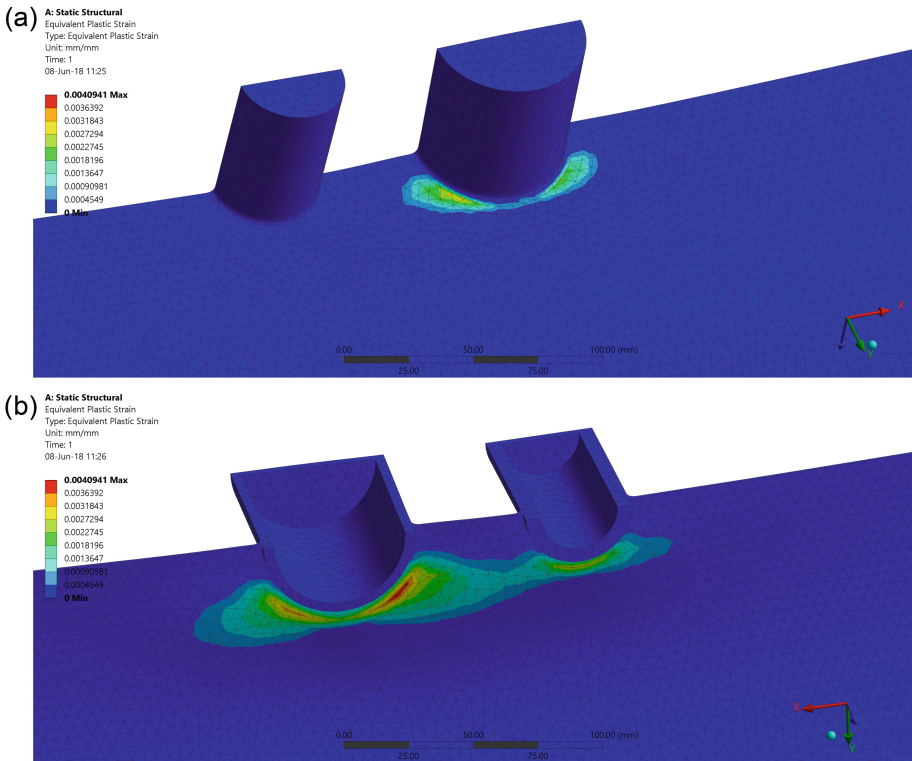 (a)
A: Static Structural
Equivalent Plastic Strain
Type: Equivalent Plastic Strain
Unit: mm/mm
Time: 1
08-Jun-18 11:25
0.0040941 Max
0.0036392
0.0031843
0.0027294
0.0022745
0.0018196
0.0013647
0.00090981
0.0004549
0 Min
0.00 50.00 100.00 (mm)
25.00 75.00
X
Y
(b)
A: Static Structural
Equivalent Plastic Strain
Type: Equivalent Plastic Strain
Unit: mm/mm
Time: 1
08-Jun-18 11:26
0.0040941 Max
0.0036392
0.0031843
0.0027294
0.0022745
0.0018196
0.0013647
0.00090981
0.0004549
0 Min
0.00 50.00 100.00 (mm)
25.00 75.00
X
Y